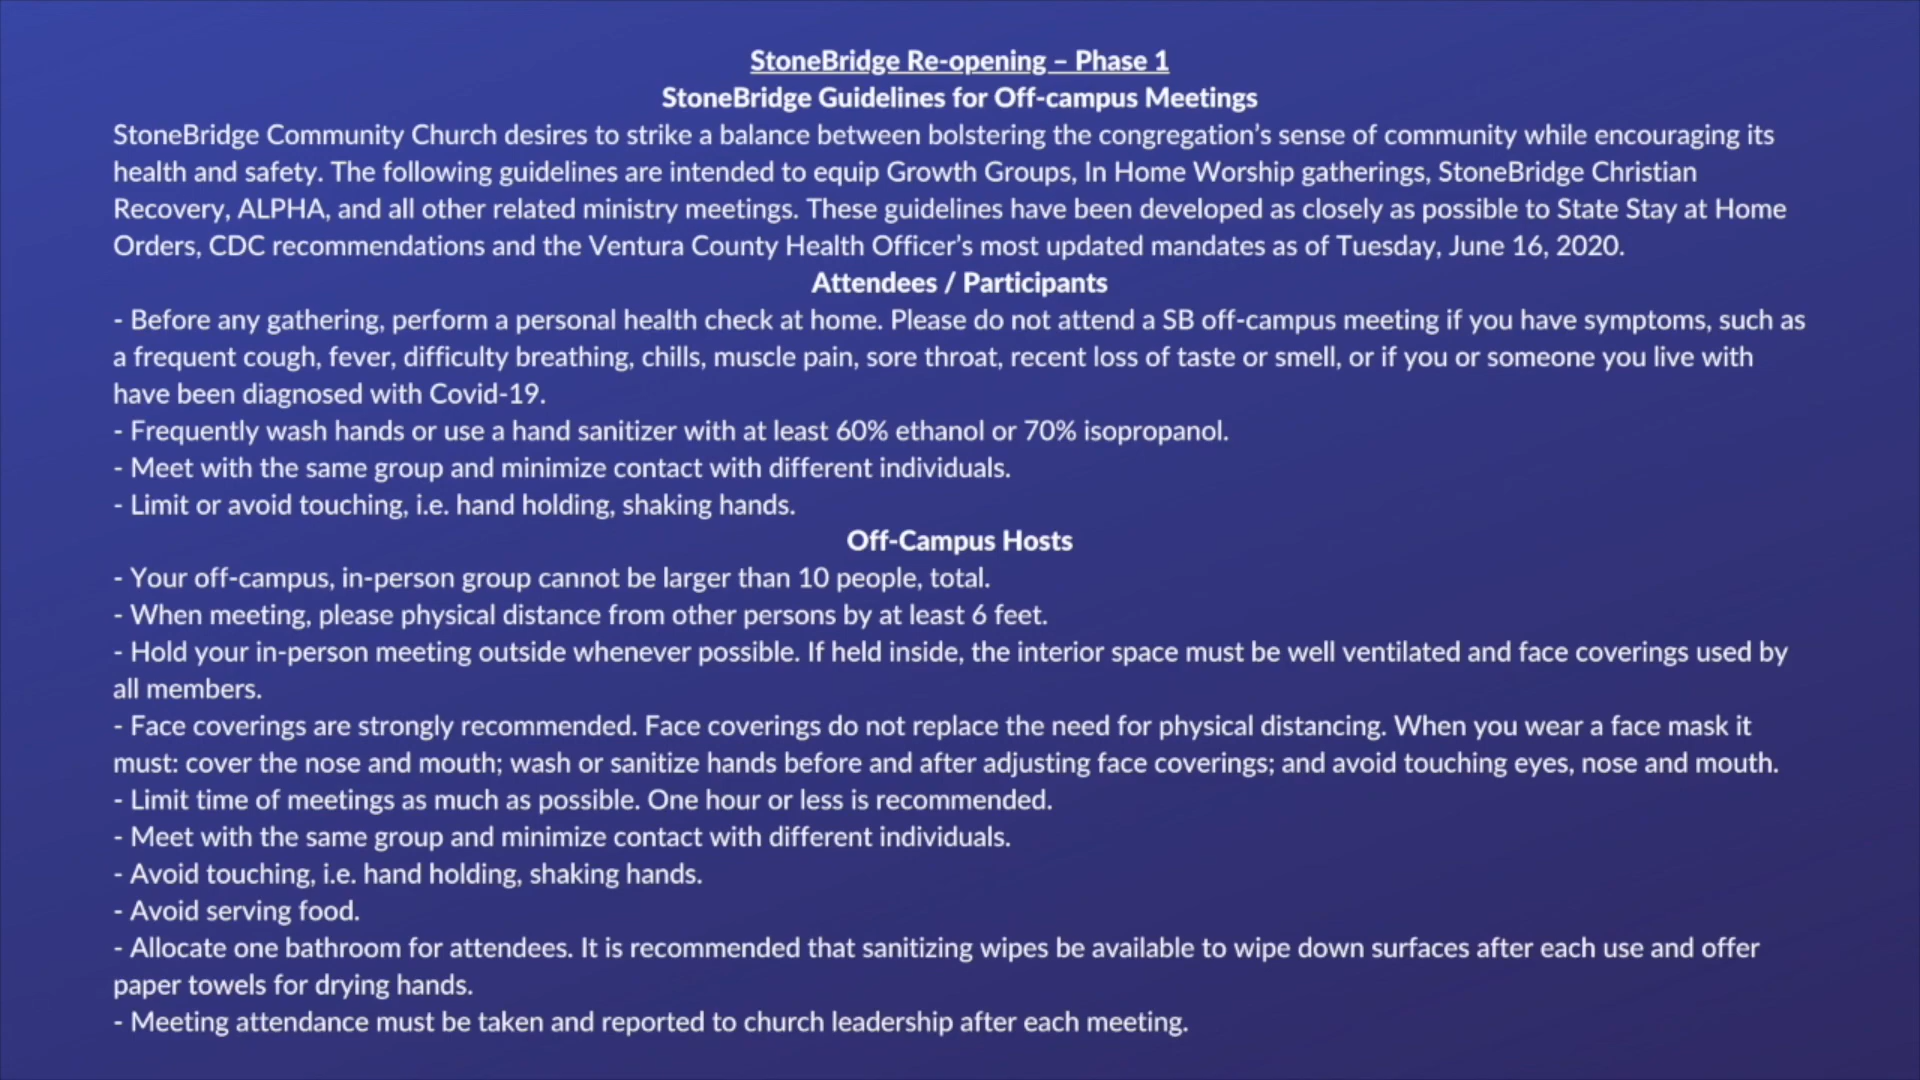 StoneBridge Re-opening – Phase 1
StoneBridge Guidelines for Off-campus Meetings
StoneBridge Community Church desires to strike a balance between bolstering the congregation’s sense of community while encouraging its
health and safety. The following guidelines are intended to equip Growth Groups, In Home Worship gatherings, StoneBridge Christian
Recovery, ALPHA, and all other related ministry meetings. These guidelines have been developed as closely as possible to State Stay at Home
Orders, CDC recommendations and the Ventura County Health Officer’s most updated mandates as of Tuesday, June 16, 2020.
Attendees / Participants
- Before any gathering, perform a personal health check at home. Please do not attend a SB off-campus meeting if you have symptoms, such as
a frequent cough, fever, difficulty breathing, chills, muscle pain, sore throat, recent loss of taste or smell, or if you or someone you live with
have been diagnosed with Covid-19.
- Frequently wash hands or use a hand sanitizer with at least 60% ethanol or 70% isopropanol.
- Meet with the same group and minimize contact with different individuals.
- Limit or avoid touching, i.e. hand holding, shaking hands.
Off-Campus Hosts
- Your off-campus, in-person group cannot be larger than 10 people, total.
- When meeting, please physical distance from other persons by at least 6 feet.
- Hold your in-person meeting outside whenever possible. If held inside, the interior space must be well ventilated and face coverings used by
all members.
- Face coverings are strongly recommended. Face coverings do not replace the need for physical distancing. When you wear a face mask it
must: cover the nose and mouth; wash or sanitize hands before and after adjusting face coverings; and avoid touching eyes, nose and mouth.
- Limit time of meetings as much as possible. One hour or less is recommended.
- Meet with the same group and minimize contact with different individuals.
- Avoid touching, i.e. hand holding, shaking hands.
- Avoid serving food.
- Allocate one bathroom for attendees. It is recommended that sanitizing wipes be available to wipe down surfaces after each use and offer
paper towels for drying hands.
- Meeting attendance must be taken and reported to church leadership after each meeting.